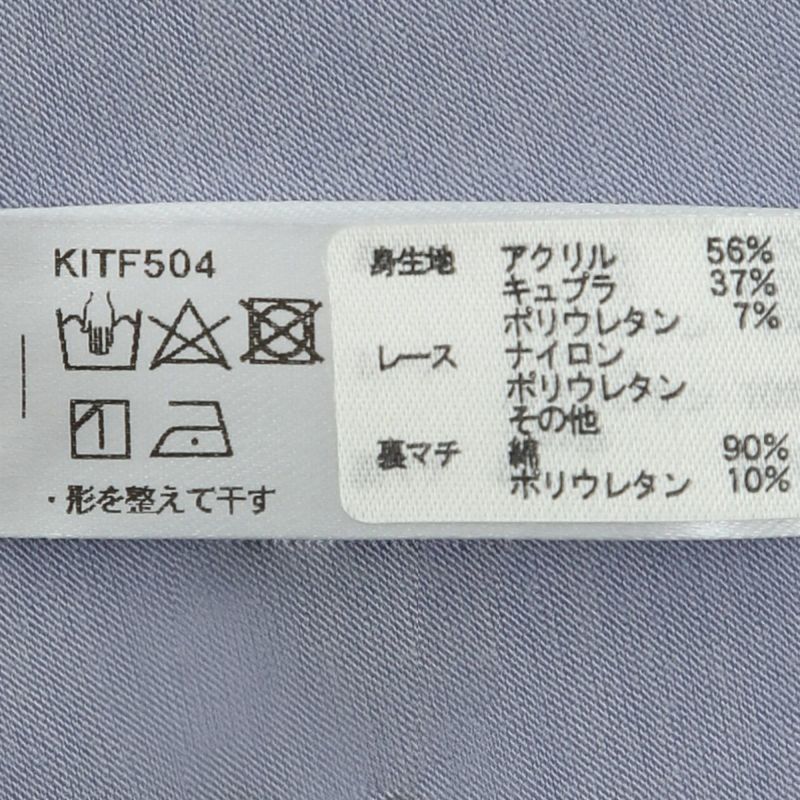 KITF504
・形を整えて干す
身生地 アクリル 56%
キュプラ 37%
ポリウレタン 7%
レース ナイロン
ポリウレタン
その他
裏マチ 綿 90%
ポリウレタン 10%